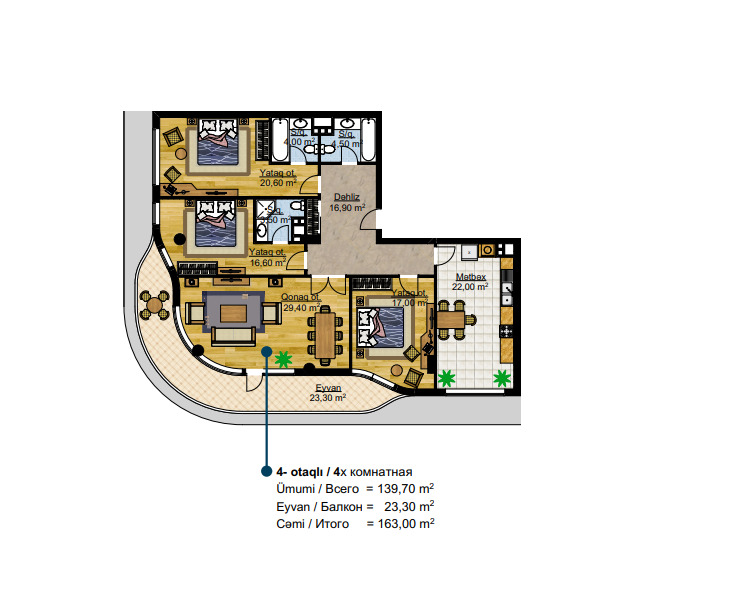 S/q.
4,00 m²
S/q.
4,50 m²
Yataq ot.
20,60 m²
Dəhliz
16,90 m²
S/q.
3,50 m²
Yataq ot.
16,60 m²
Mətbəx
22,00 m²
Qonaq ot.
29,40 m²
Yataq ot.
17,00 m²
Eyvan
23,30 m²
4- otaqlı / 4x комнатная
Ümumi / Всего = 139,70 m²
Eyvan / Балкон = 23,30 m²
Cəmi / Итого = 163,00 m²